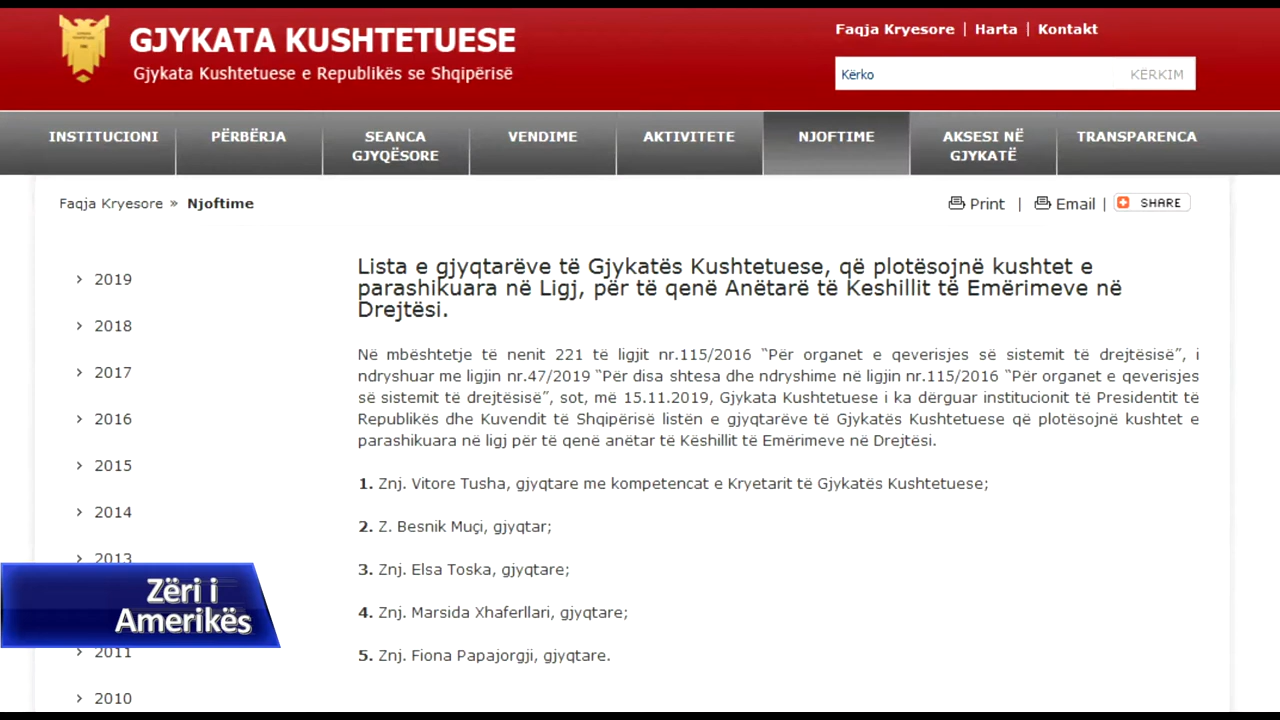 GJYKATA KUSHTETUESE
Gjykata Kushtetuese e Republikës se Shqipërisë
Faqja Kryesore | Harta | Kontakt
Kërko KËRKIM
INSTITUCIONI PËRBËRJA SEANCA GJYQËSORE VENDIME AKTIVITETE NJOFTIME AKSESI NË GJYKATË TRANSPARENCA
Faqja Kryesore » Njoftime
Print | Email | SHARE
2019
2018
2017
2016
2015
2014
2013
2011
2010
Lista e gjyqtarëve të Gjykatës Kushtetuese, që plotësojnë kushtet e
parashikuara në Ligj, për të qenë Anëtarë të Keshillit të Emërimeve në
Drejtësi.
Në mbështetje të nenit 221 të ligjit nr.115/2016 “Për organet e qeverisjes së sistemit të drejtësisë”, i
ndryshuar me ligjin nr.47/2019 “Për disa shtesa dhe ndryshime në ligjin nr.115/2016 “Për organet e qeverisjes
së sistemit të drejtësisë”, sot, më 15.11.2019, Gjykata Kushtetuese i ka dërguar institucionit të Presidentit të
Republikës dhe Kuvendit të Shqipërisë listën e gjyqtarëve të Gjykatës Kushtetuese që plotësojnë kushtet e
parashikuara në ligj për të qenë anëtar të Këshillit të Emërimeve në Drejtësi.
1. Znj. Vitore Tusha, gjyqtare me kompetencat e Kryetarit të Gjykatës Kushtetuese;
2. Z. Besnik Muçi, gjyqtar;
3. Znj. Elsa Toska, gjyqtare;
4. Znj. Marsida Xhaferllari, gjyqtare;
5. Znj. Fiona Papajorgji, gjyqtare.
Zëri i
Amerikës